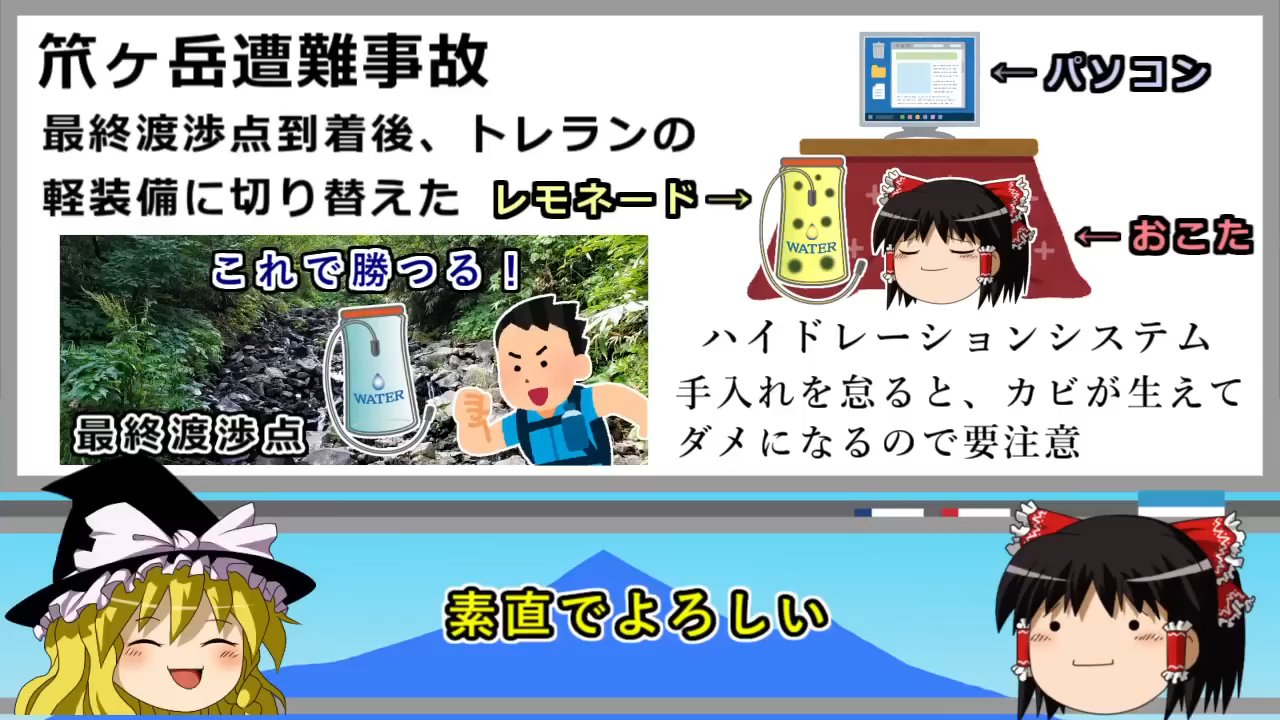 笊ヶ岳遭難事故
最終渡渉点到着後、トレランの
軽装備に切り替えた
←パソコン
レモネード→
WATER
←おこた
これで勝つる！
WATER
最終渡渉点
ハイドレーションシステム
手入れを怠ると、カビが生えて
ダメになるので要注意
素直でよろしい